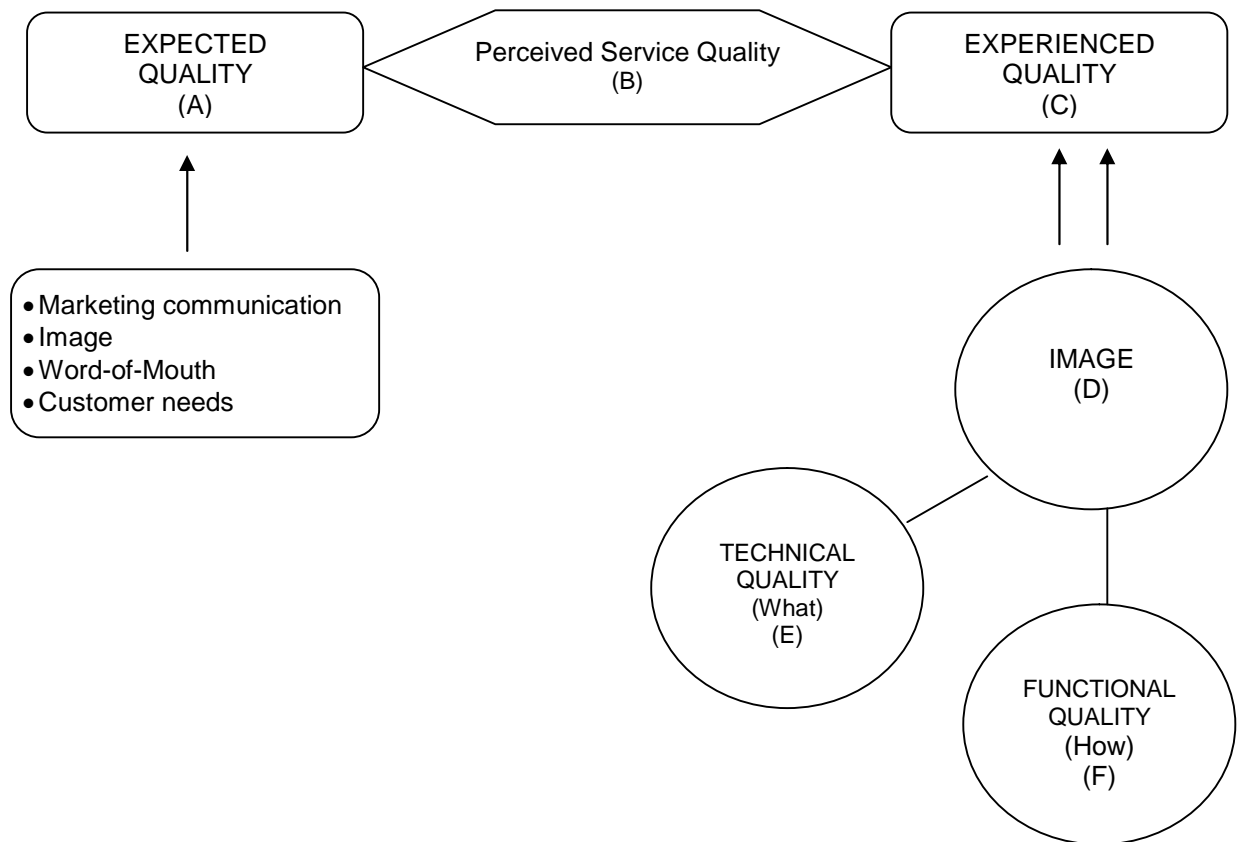 EXPECTED
QUALITY
(A)
Perceived Service Quality
(B)
EXPERIENCED
QUALITY
(C)
• Marketing communication
• Image
• Word-of-Mouth
• Customer needs
IMAGE
(D)
TECHNICAL
QUALITY
(What)
(E)
FUNCTIONAL
QUALITY
(How)
(F)